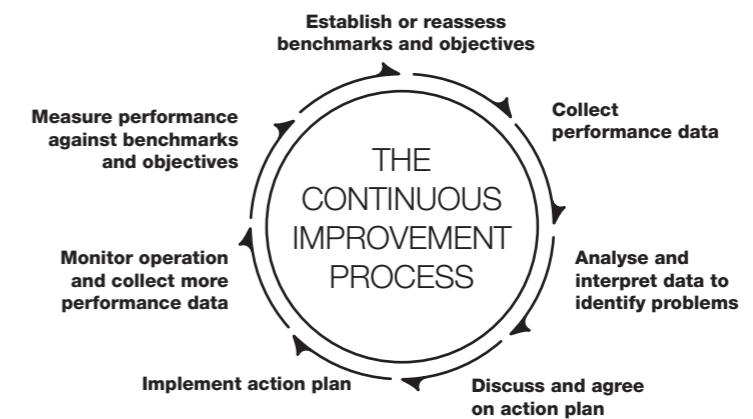 Establish or reassess
benchmarks and objectives
Collect
performance data
Analyse and
interpret data to
identify problems
Discuss and agree
on action plan
Implement action plan
Monitor operation
and collect more
performance data
Measure performance
against benchmarks
and objectives
THE
CONTINUOUS
IMPROVEMENT
PROCESS